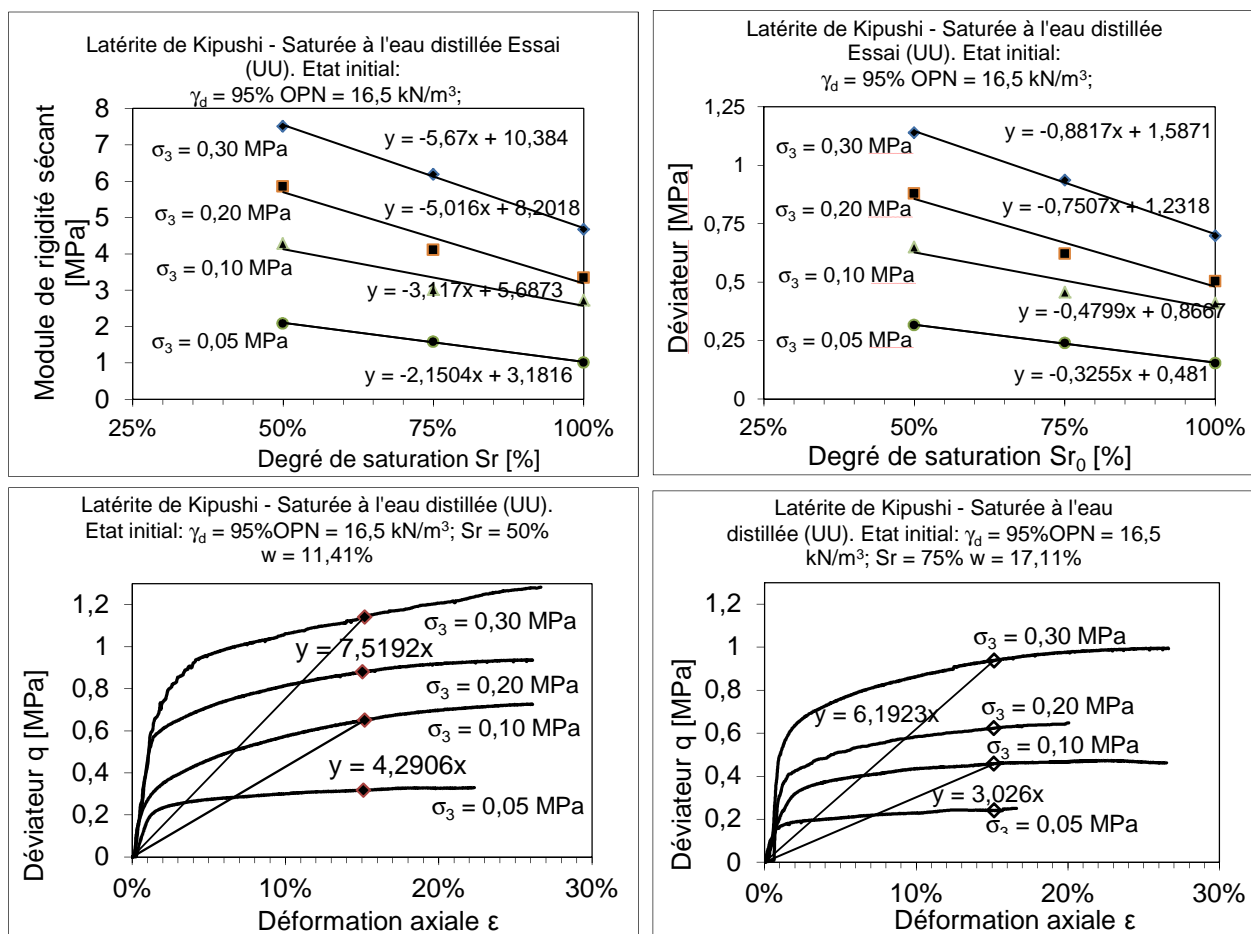 Latérite de Kipushi - Saturée à l'eau distillée Essai
(UU). Etat initial:
γd = 95% OPN = 16,5 kN/m³;
Module de rigidité sécant
[MPa]
8
7
6
5
4
3
2
1
0
σ3 = 0,30 MPa
σ3 = 0,20 MPa
σ3 = 0,10 MPa
σ3 = 0,05 MPa
y = -5,67x + 10,384
y = -5,016x + 8,2018
y = -3,117x + 5,6873
y = -2,1504x + 3,1816
25% 50% 75% 100%
Degré de saturation Sr [%]
Latérite de Kipushi - Saturée à l'eau distillée
Essai (UU). Etat initial:
γd = 95% OPN = 16,5 kN/m³;
Déviateur [MPa]
1,25
1
0,75
0,5
0,25
0
σ3 = 0,30 MPa
σ3 = 0,20 MPa
σ3 = 0,10 MPa
σ3 = 0,05 MPa
y = -0,8817x + 1,5871
y = -0,7507x + 1,2318
y = -0,4799x + 0,8667
y = -0,3255x + 0,481
25% 50% 75% 100%
Degré de saturation Sr0 [%]
Latérite de Kipushi - Saturée à l'eau distillée (UU).
Etat initial: γd = 95%OPN = 16,5 kN/m³; Sr = 50%
w = 11,41%
Déviateur q [MPa]
1,2
1
0,8
0,6
0,4
0,2
0
σ3 = 0,30 MPa
y = 7,5192x
σ3 = 0,20 MPa
σ3 = 0,10 MPa
y = 4,2906x
σ3 = 0,05 MPa
0% 10% 20% 30%
Déformation axiale ε
Latérite de Kipushi - Saturée à l'eau
distillée (UU). Etat initial: γd = 95%OPN = 16,5
kN/m³; Sr = 75% w = 17,11%
Déviateur q [MPa]
1,2
1
0,8
0,6
0,4
0,2
0
σ3 = 0,30 MPa
y = 6,1923x
σ3 = 0,20 MPa
σ3 = 0,10 MPa
y = 3,026x
σ3 = 0,05 MPa
0% 10% 20% 30%
Déformation axiale ε